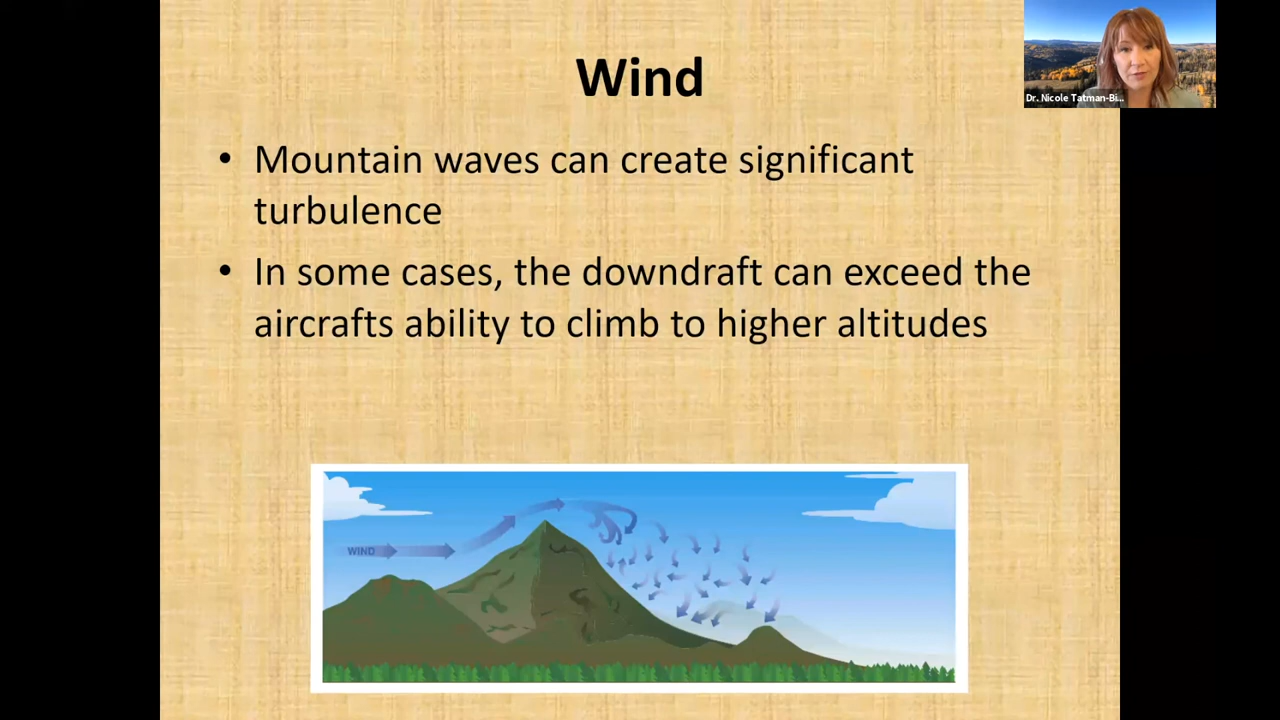 Wind
Dr. Nicole Tatman-Bi...
• Mountain waves can create significant
turbulence
• In some cases, the downdraft can exceed the
aircrafts ability to climb to higher altitudes
WIND